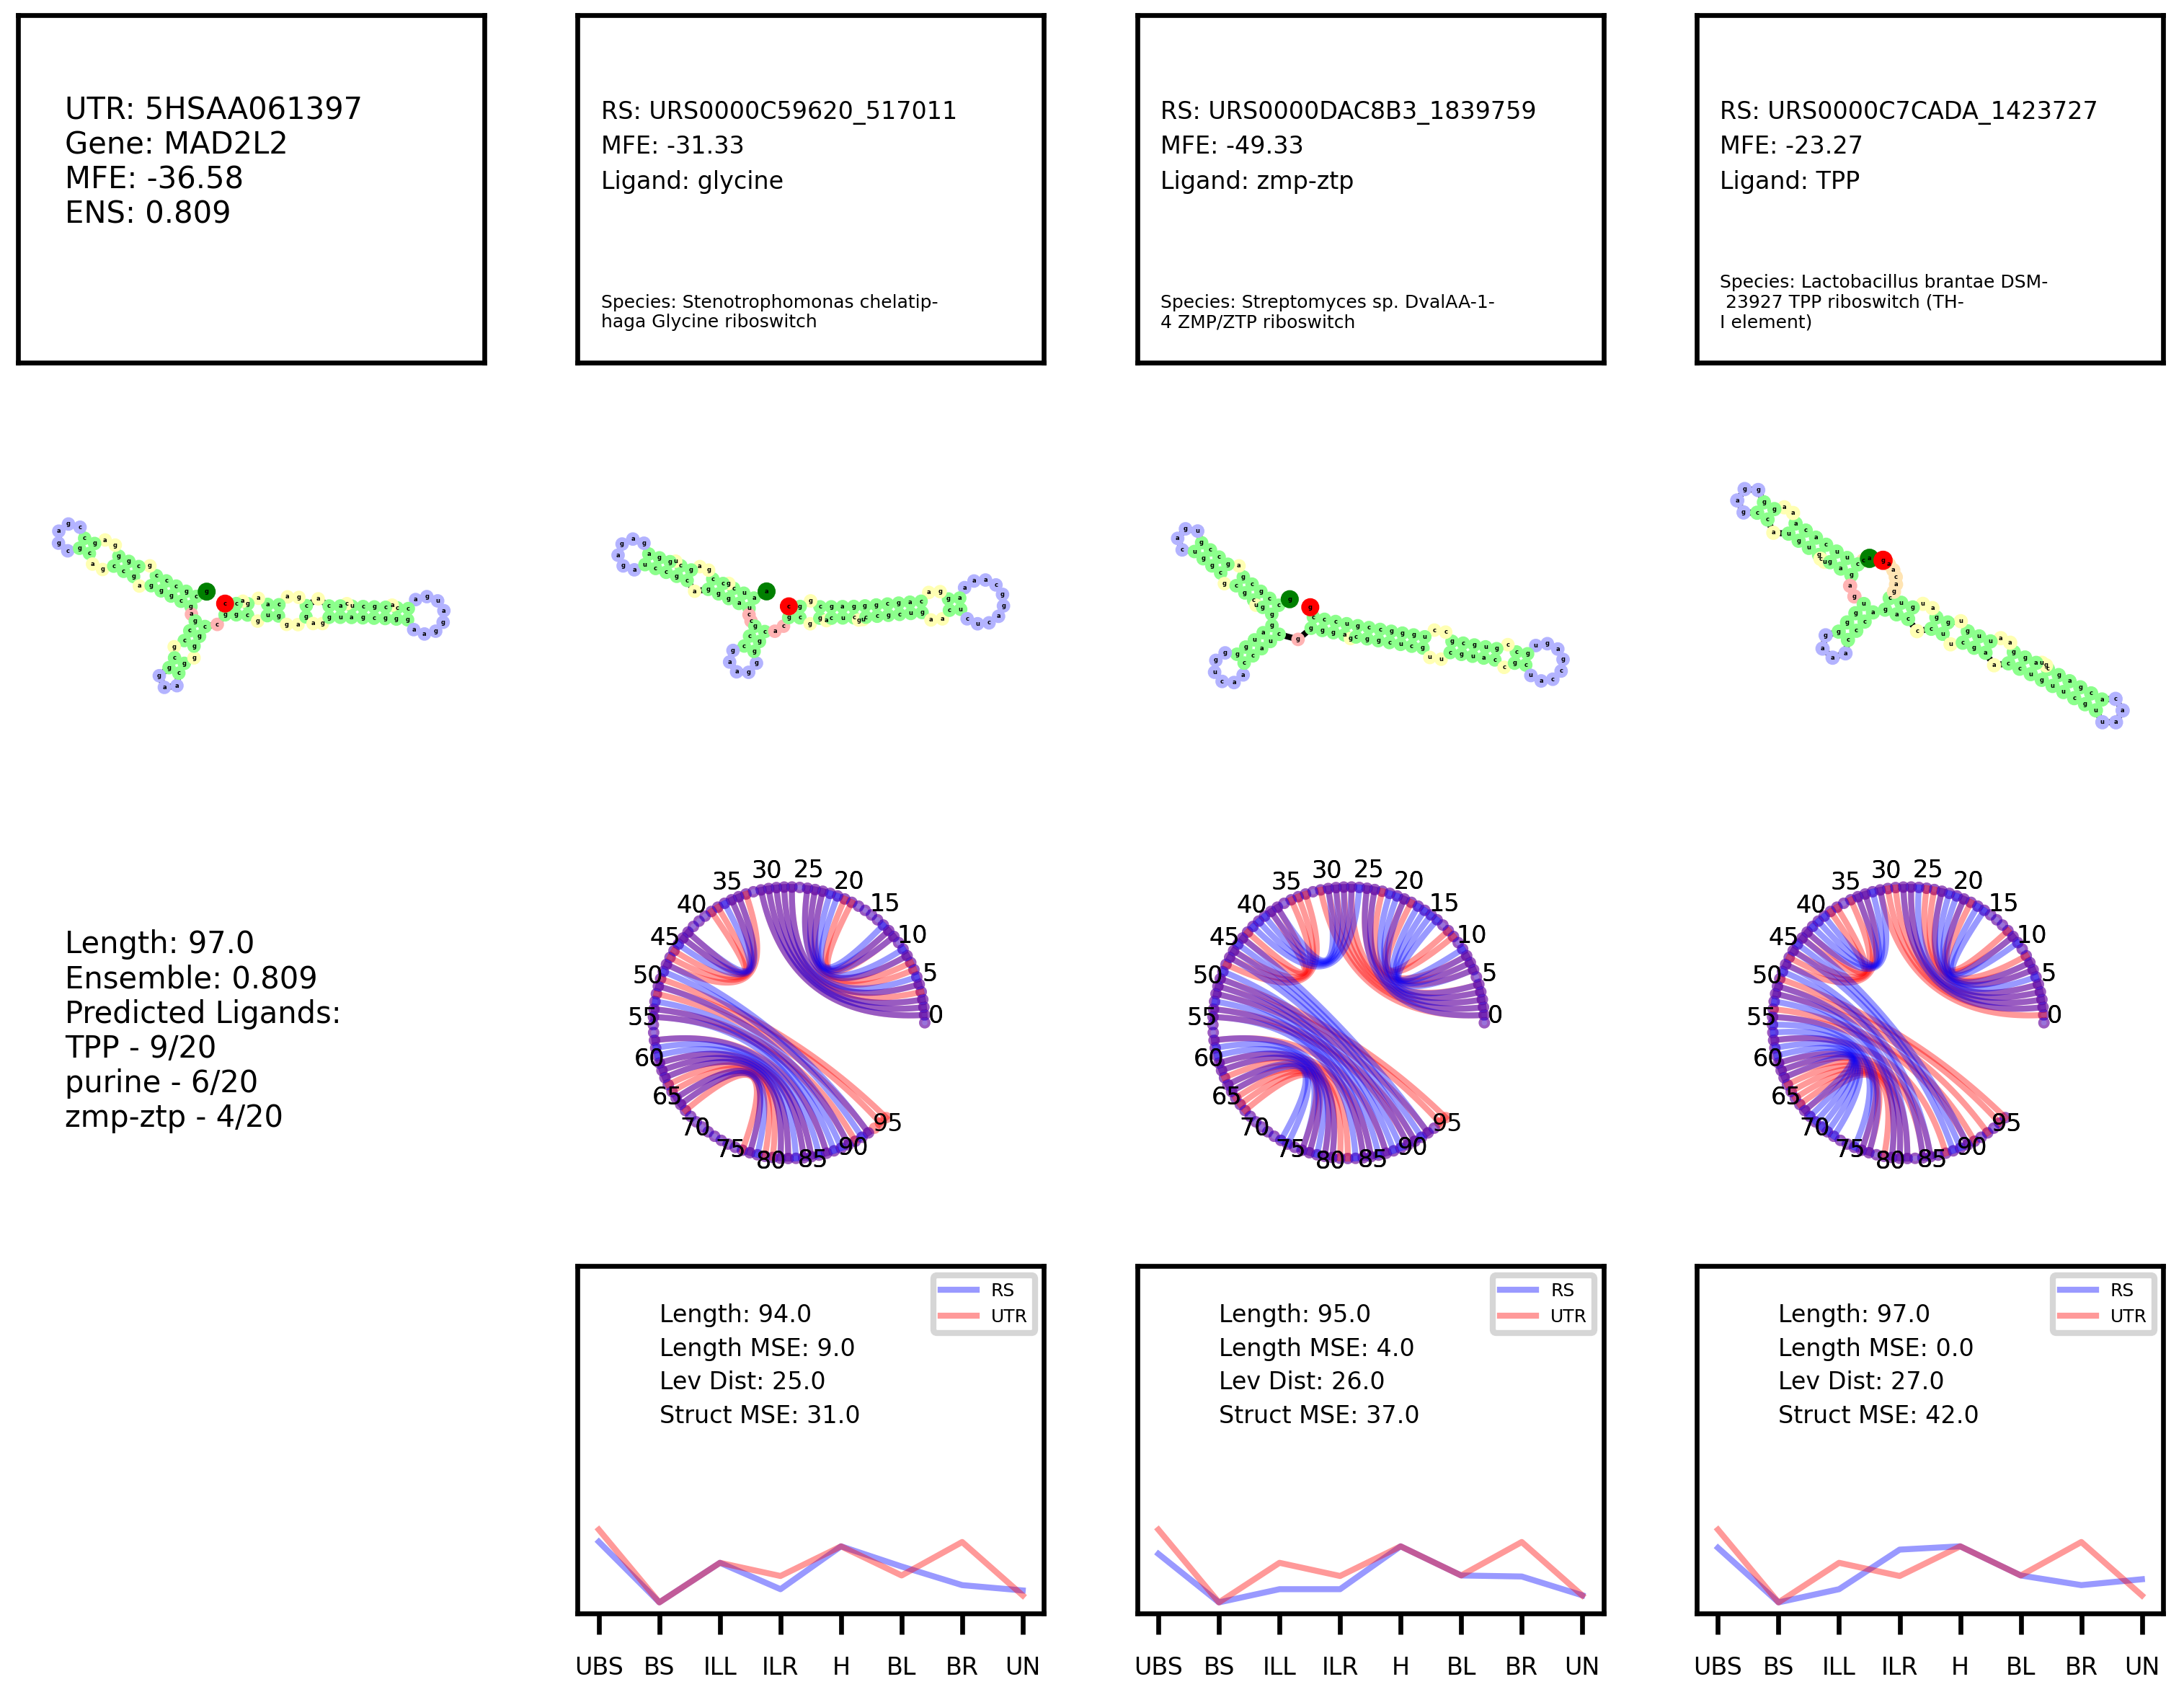 UTR: 5HSAA061397
Gene: MAD2L2
MFE: -36.58
ENS: 0.809
RS: URS0000C59620_517011
MFE: -31.33
Ligand: glycine
Species: Stenotrophomonas chelatip-
haga Glycine riboswitch
RS: URS0000DAC8B3_1839759
MFE: -49.33
Ligand: zmp-ztp
Species: Streptomyces sp. DvalAA-1-
4 ZMP/ZTP riboswitch
RS: URS0000C7CADA_1423727
MFE: -23.27
Ligand: TPP
Species: Lactobacillus brantae DSM-
23927 TPP riboswitch (TH-
I element)
Length: 97.0
Ensemble: 0.809
Predicted Ligands:
TPP - 9/20
purine - 6/20
zmp-ztp - 4/20
0
5
10
15
20
25
30
35
40
45
50
55
60
65
70
75
80
85
90
95
0
5
10
15
20
25
30
35
40
45
50
55
60
65
70
75
80
85
90
95
0
5
10
15
20
25
30
35
40
45
50
55
60
65
70
75
80
85
90
95
Length: 94.0
Length MSE: 9.0
Lev Dist: 25.0
Struct MSE: 31.0
RS
UTR
UBS BS ILL ILR H BL BR UN
Length: 95.0
Length MSE: 4.0
Lev Dist: 26.0
Struct MSE: 37.0
RS
UTR
UBS BS ILL ILR H BL BR UN
Length: 97.0
Length MSE: 0.0
Lev Dist: 27.0
Struct MSE: 42.0
RS
UTR
UBS BS ILL ILR H BL BR UN